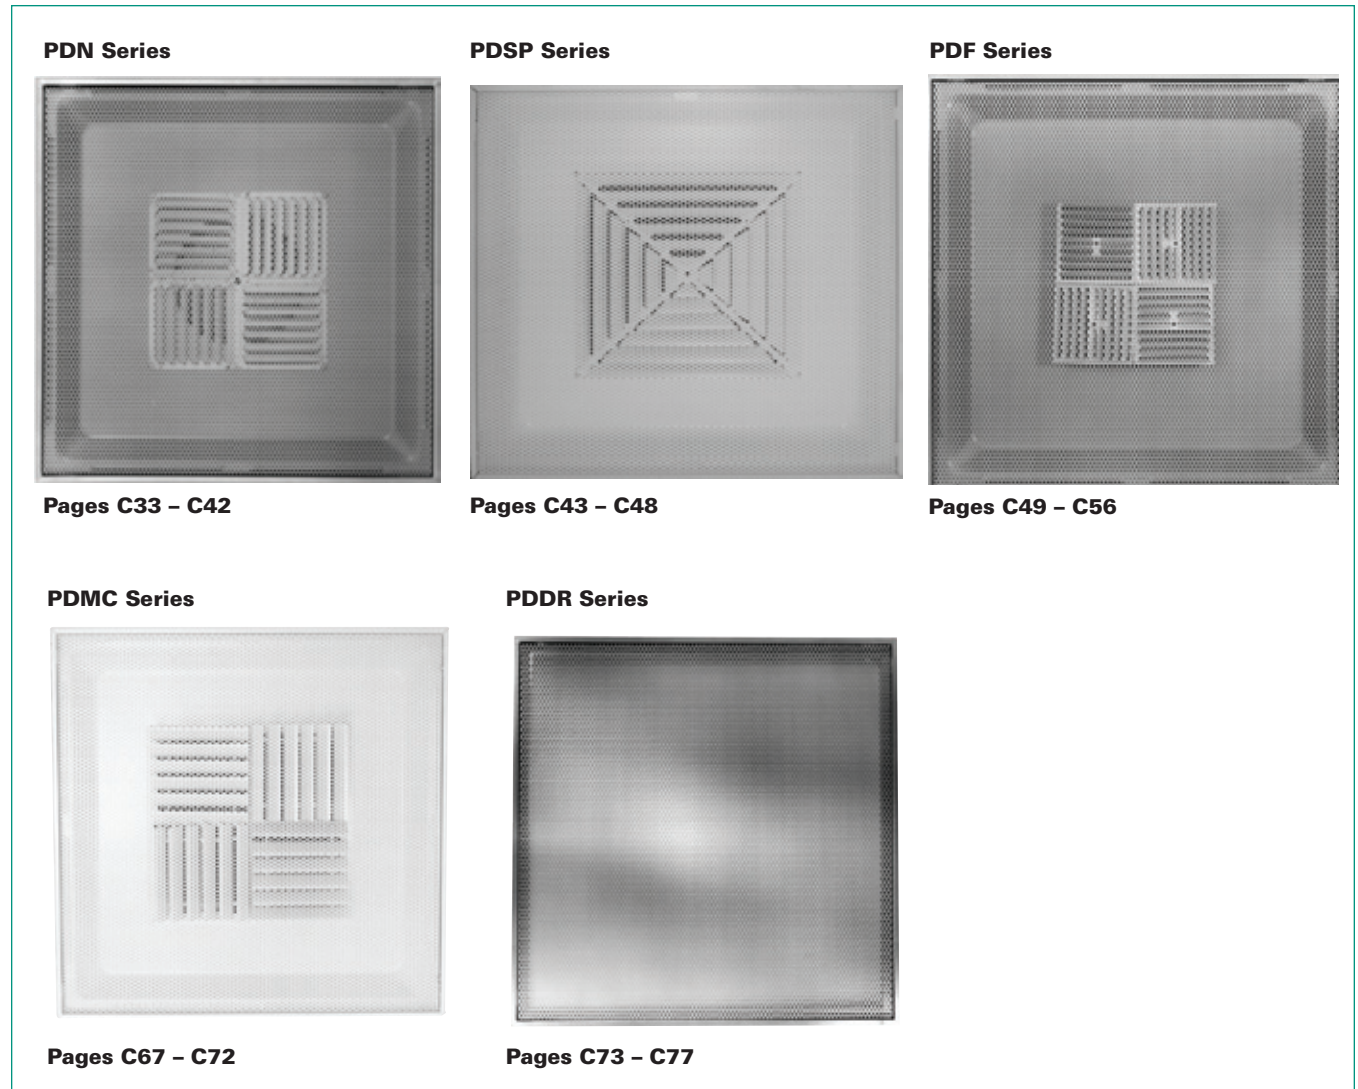 PDN Series
PDSP Series
PDF Series
Pages C33 – C42
Pages C43 – C48
Pages C49 – C56
PDMC Series
PDDR Series
Pages C67 – C72
Pages C73 – C77